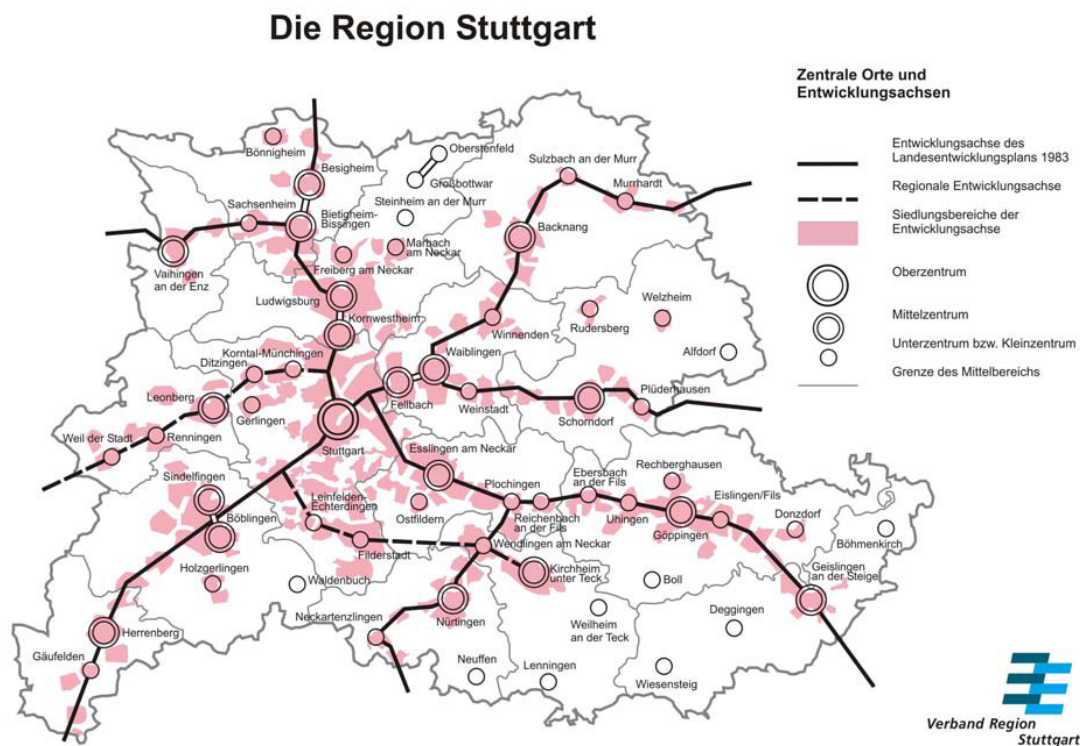 Die Region Stuttgart
Zentrale Orte und
Entwicklungsachsen
Entwicklungsachse des
Landesentwicklungsplans 1983
Regionale Entwicklungsachse
Siedlungsbereiche der
Entwicklungsachse
Oberzentrum
Mittelzentrum
Unterzentrum bzw. Kleinzentrum
Grenze des Mittelbereichs
Bönnigheim
Besigheim
Oberstenfeld
Großbottwar
Sulzbach an der Murr
Murrhardt
Sachsenheim
Bietigheim-
Bissingen
Steinheim an der Murr
Backnang
Marbach
am Neckar
Vaihingen
an der Enz
Freiberg am Neckar
Ludwigsburg
Kornwestheim
Welzheim
Rudersberg
Winnenden
Alfdorf
Korntal-Münchingen
Ditzingen
Waiblingen
Leonberg
Gerlingen
Fellbach
Weinstadt
Plüderhausen
Schorndorf
Weil der Stadt
Renningen
Stuttgart
Esslingen am Neckar
Sindelfingen
Böblingen
Leinfelden-
Echterdingen
Ostfildern
Plochingen
Ebersbach
an der Fils
Rechberghausen
Reichenbach
an der Fils
Uhingen
Göppingen
Eislingen/Fils
Donzdorf
Böhmenkirch
Filderstadt
Wendlingen am Neckar
Holzgerlingen
Waldenbuch
Kirchheim
unter Teck
Boll
Geislingen
an der Steige
Herrenberg
Neckartenzlingen
Nürtingen
Weilheim
an der Teck
Deggingen
Gäufelden
Neuffen
Lenningen
Wiesensteig
Verband Region
Stuttgart